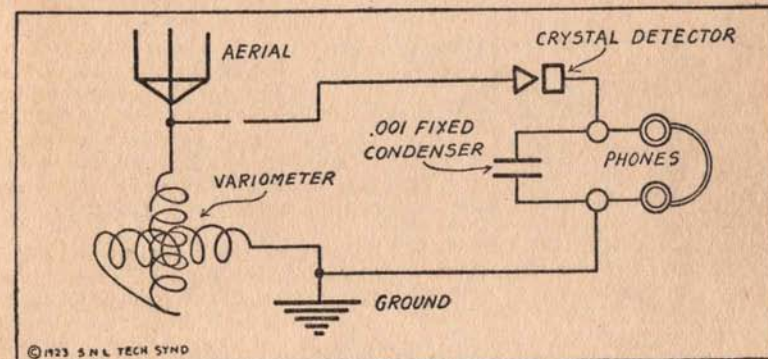 AERIAL
CRYSTAL DETECTOR
.001 FIXED
CONDENSER
PHONES
VARIOMETER
GROUND
©1923 S N L TECH SYND